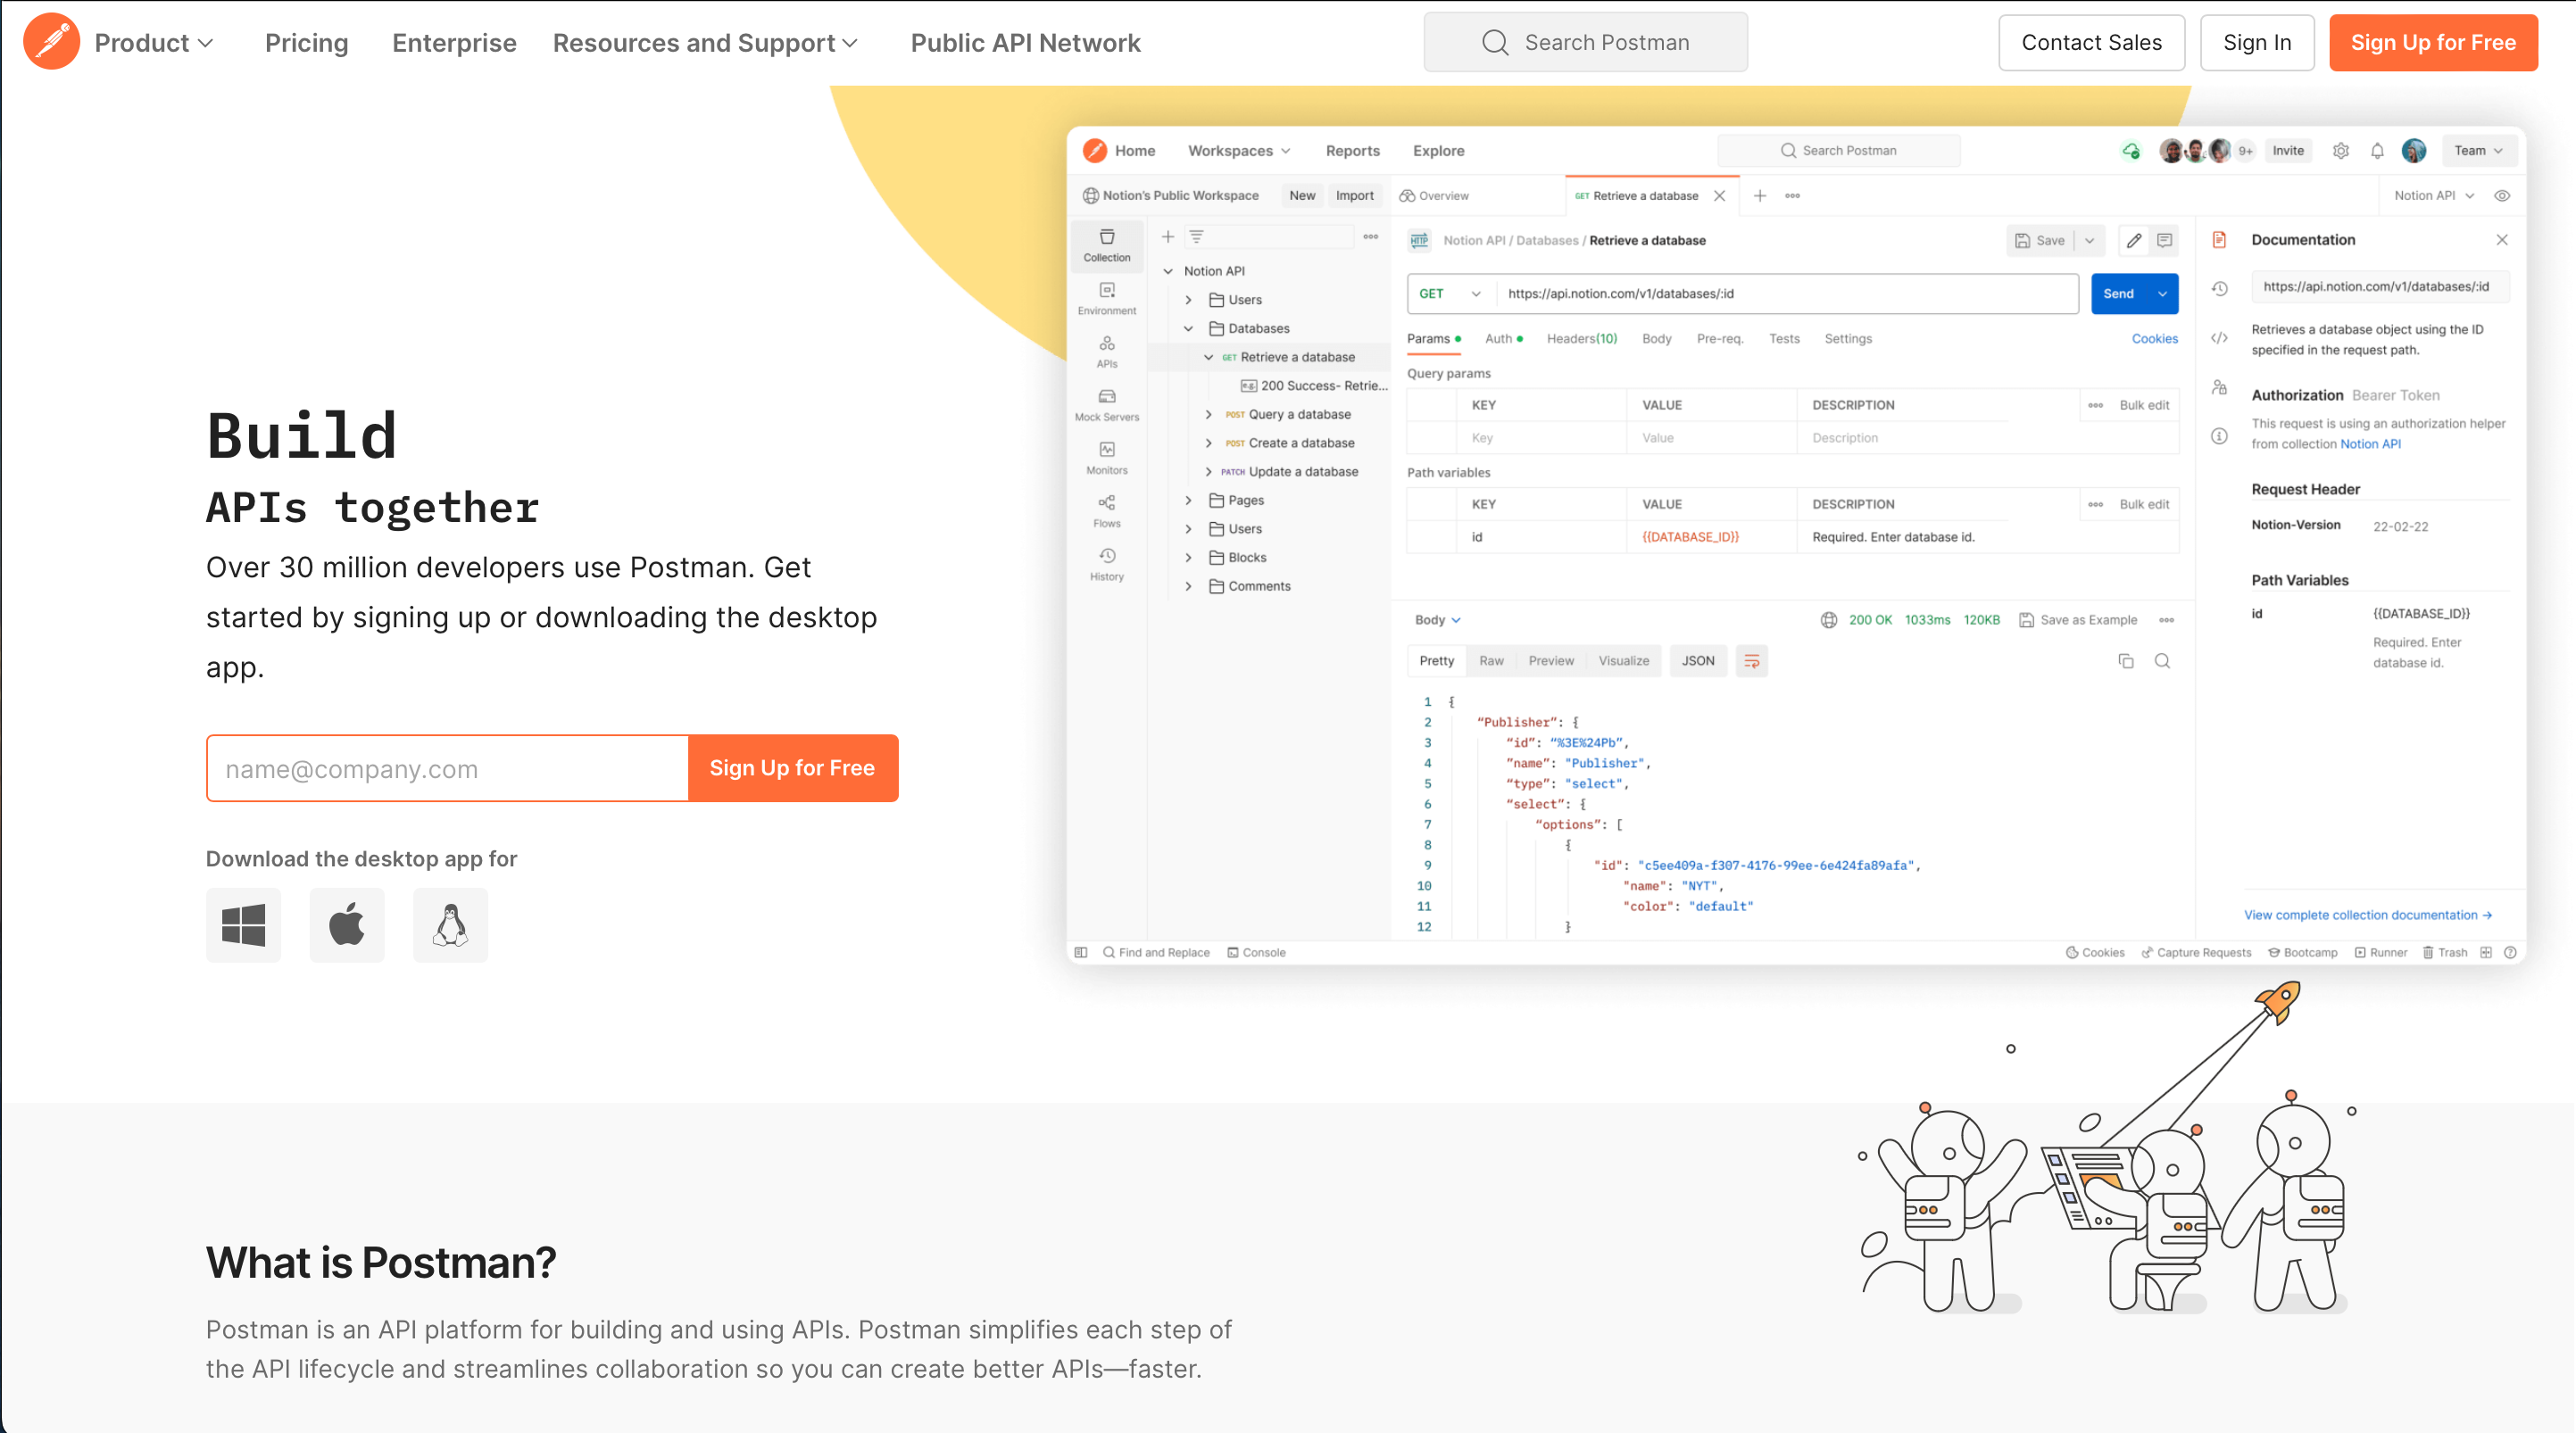 Product
Pricing
Enterprise
Resources and Support
Public API Network
Search Postman
Contact Sales
Sign In
Sign Up for Free
Build
APIs together
Over 30 million developers use Postman. Get
started by signing up or downloading the desktop
app.
name@company.com
Sign Up for Free
Download the desktop app for
Home
Workspaces
Reports
Explore
Search Postman
9+
Invite
Team
Notion's Public Workspace
New
Import
Overview
GET Retrieve a database
Notion API
Collection
Environment
APIs
Mock Servers
Monitors
Flows
History
Notion API
Users
Databases
GET Retrieve a database
e.g. 200 Success- Retrie...
POST Query a database
POST Create a database
PATCH Update a database
Pages
Users
Blocks
Comments
HTTP Notion API / Databases / Retrieve a database
Save
GET
https://api.notion.com/v1/databases/:id
Send
Params
Auth
Headers(10)
Body
Pre-req.
Tests
Settings
Cookies
Query params
KEY VALUE DESCRIPTION Bulk edit
Key Value Description
Path variables
KEY VALUE DESCRIPTION Bulk edit
id {{DATABASE_ID}} Required. Enter database id.
Body
200 OK 1033ms 120KB
Save as Example
Pretty Raw Preview Visualize JSON
1 {
2 “Publisher”: {
3 “id”: “%3E%24Pb”,
4 “name”: "Publisher",
5 “type”: "select",
6 “select”: {
7 “options”: [
8 {
9 "id": "c5ee409a-f307-4176-99ee-6e424fa89afa",
10 "name": "NYT",
11 "color": "default"
12 }
Documentation
https://api.notion.com/v1/databases/:id
Retrieves a database object using the ID
specified in the request path.
Authorization Bearer Token
This request is using an authorization helper
from collection Notion API
Request Header
Notion-Version 22-02-22
Path Variables
id {{DATABASE_ID}}
Required. Enter
database id.
View complete collection documentation →
Find and Replace
Console
Cookies
Capture Requests
Bootcamp
Runner
Trash
What is Postman?
Postman is an API platform for building and using APIs. Postman simplifies each step of
the API lifecycle and streamlines collaboration so you can create better APIs—faster.